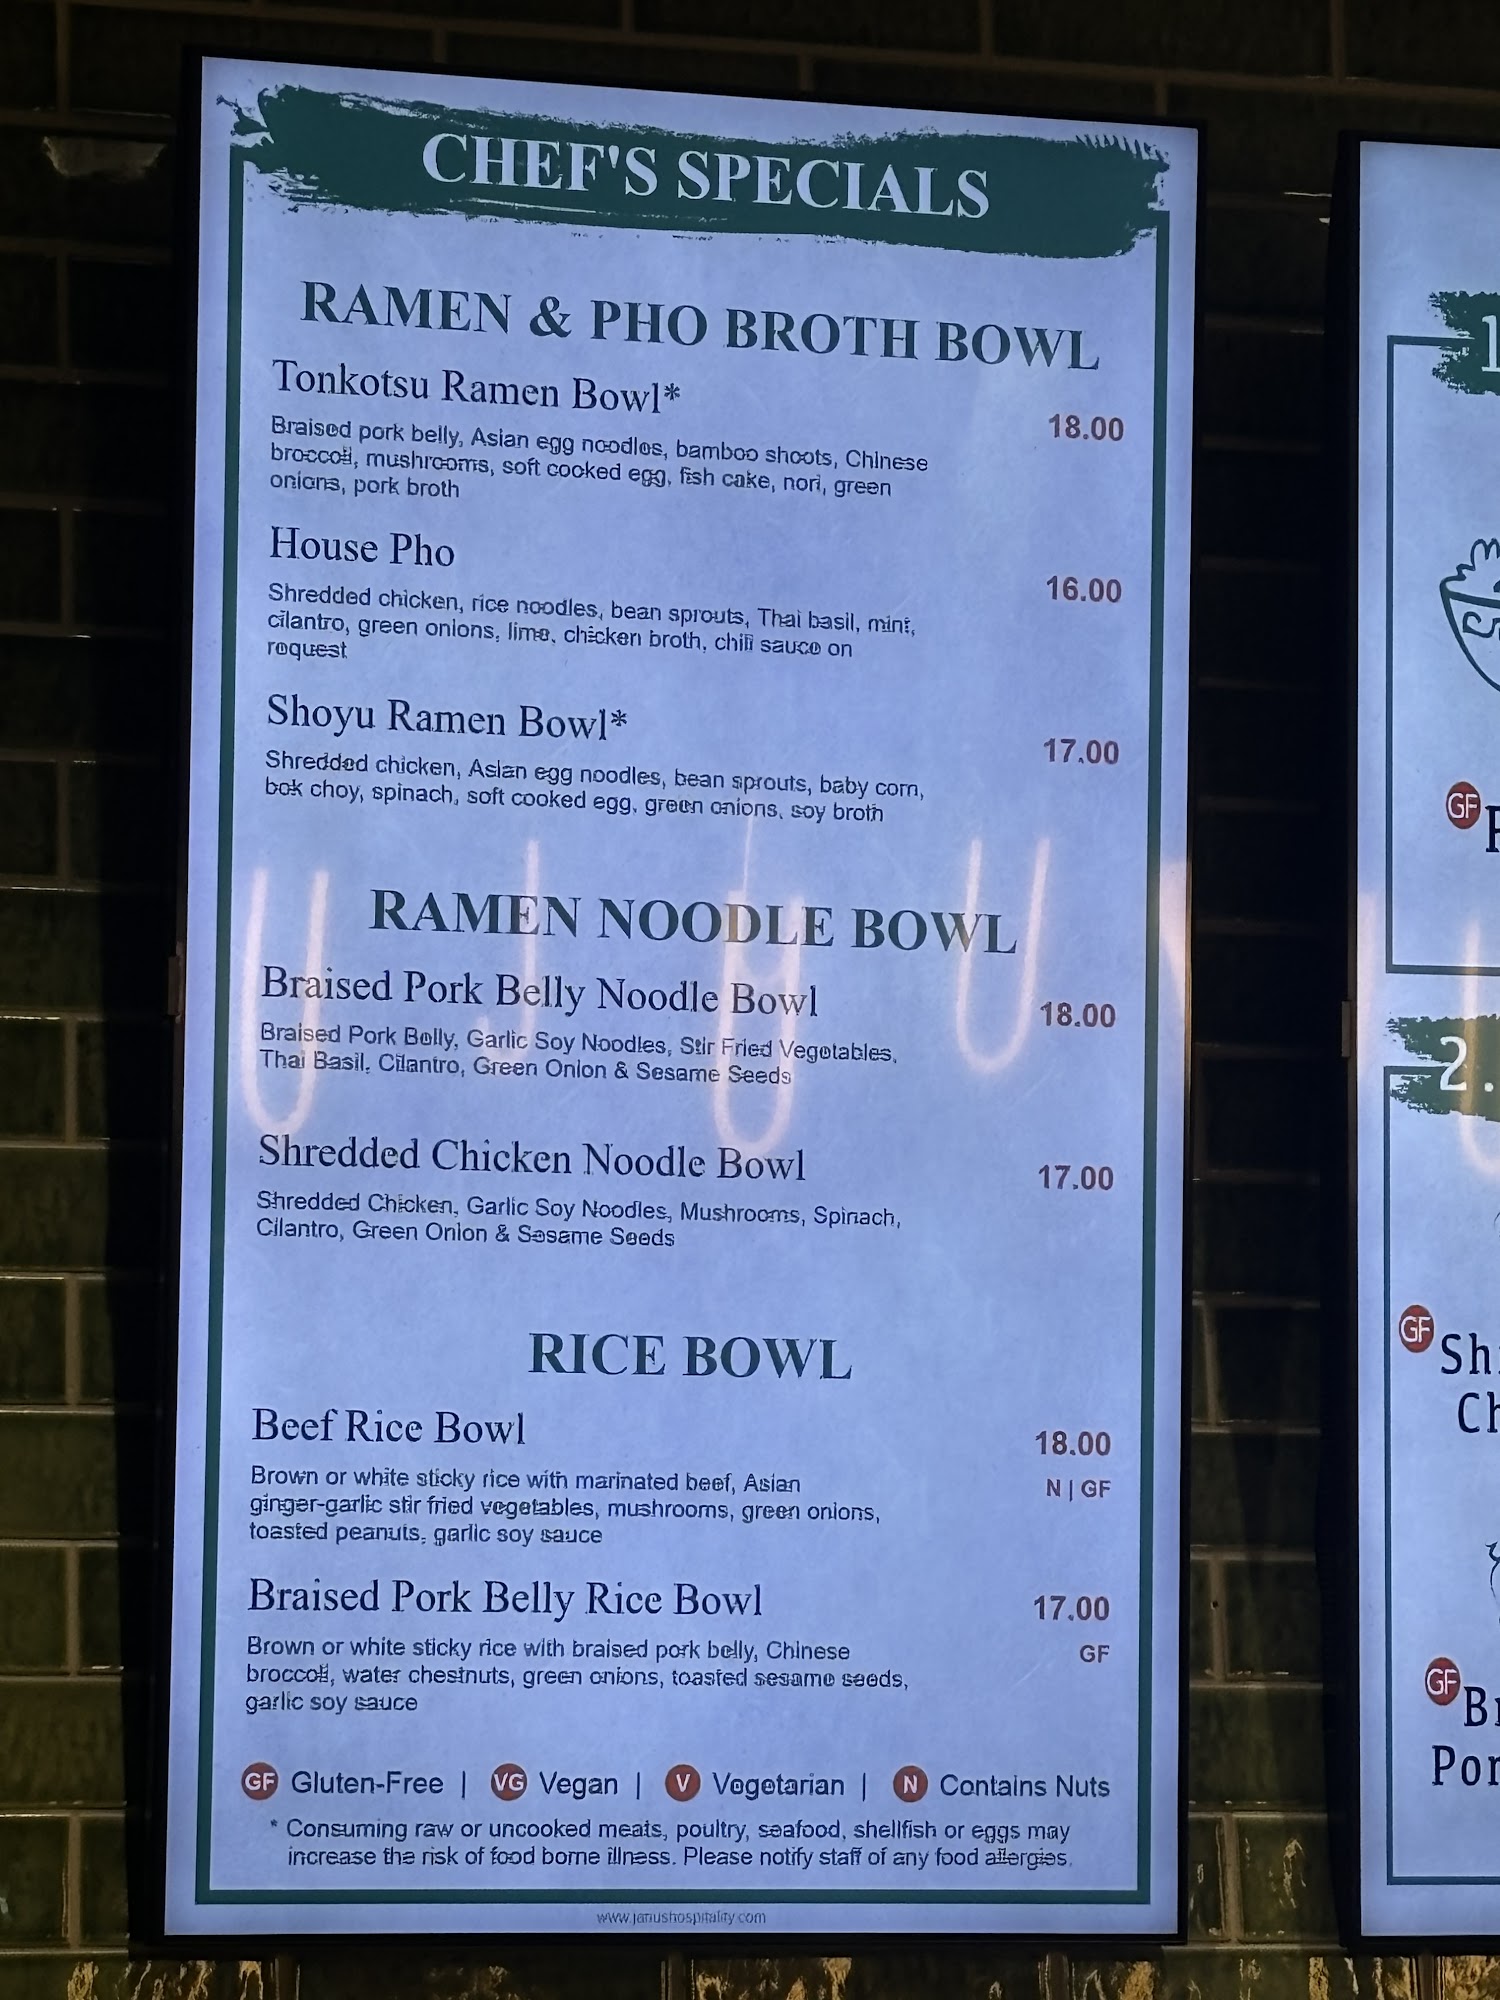 CHEF'S SPECIALS
RAMEN & PHO BROTH BOWL
Tonkotsu Ramen Bowl*
18.00
Braised pork belly, Asian egg noodles, bamboo shoots, Chinese
broccoli, mushrooms, soft cooked egg, fish cake, nori, green
onions, pork broth
House Pho
16.00
Shredded chicken, rice noodles, bean sprouts, Thai basil, mint,
cilantro, green onions, lime, chicken broth, chili sauce on
request
Shoyu Ramen Bowl*
17.00
Shredded chicken, Asian egg noodles, bean sprouts, baby corn,
bok choy, spinach, soft cooked egg, green onions, soy broth
RAMEN NOODLE BOWL
Braised Pork Belly Noodle Bowl
18.00
Braised Pork Belly, Garlic Soy Noodles, Stir Fried Vegetables,
Thai Basil, Cilantro, Green Onion & Sesame Seeds
Shredded Chicken Noodle Bowl
17.00
Shredded Chicken, Garlic Soy Noodles, Mushrooms, Spinach,
Cilantro, Green Onion & Sesame Seeds
RICE BOWL
Beef Rice Bowl
18.00
N | GF
Brown or white sticky rice with marinated beef, Asian
ginger-garlic stir fried vegetables, mushrooms, green onions,
toasted peanuts, garlic soy sauce
Braised Pork Belly Rice Bowl
17.00
GF
Brown or white sticky rice with braised pork belly, Chinese
broccoli, water chestnuts, green onions, toasted sesame seeds,
garlic soy sauce
GF Gluten-Free | VG Vegan | V Vegetarian | N Contains Nuts
* Consuming raw or uncooked meats, poultry, seafood, shellfish or eggs may
increase the risk of food borne illness. Please notify staff of any food allergies.
www.janushospitality.com
GF
2.
GF
GF